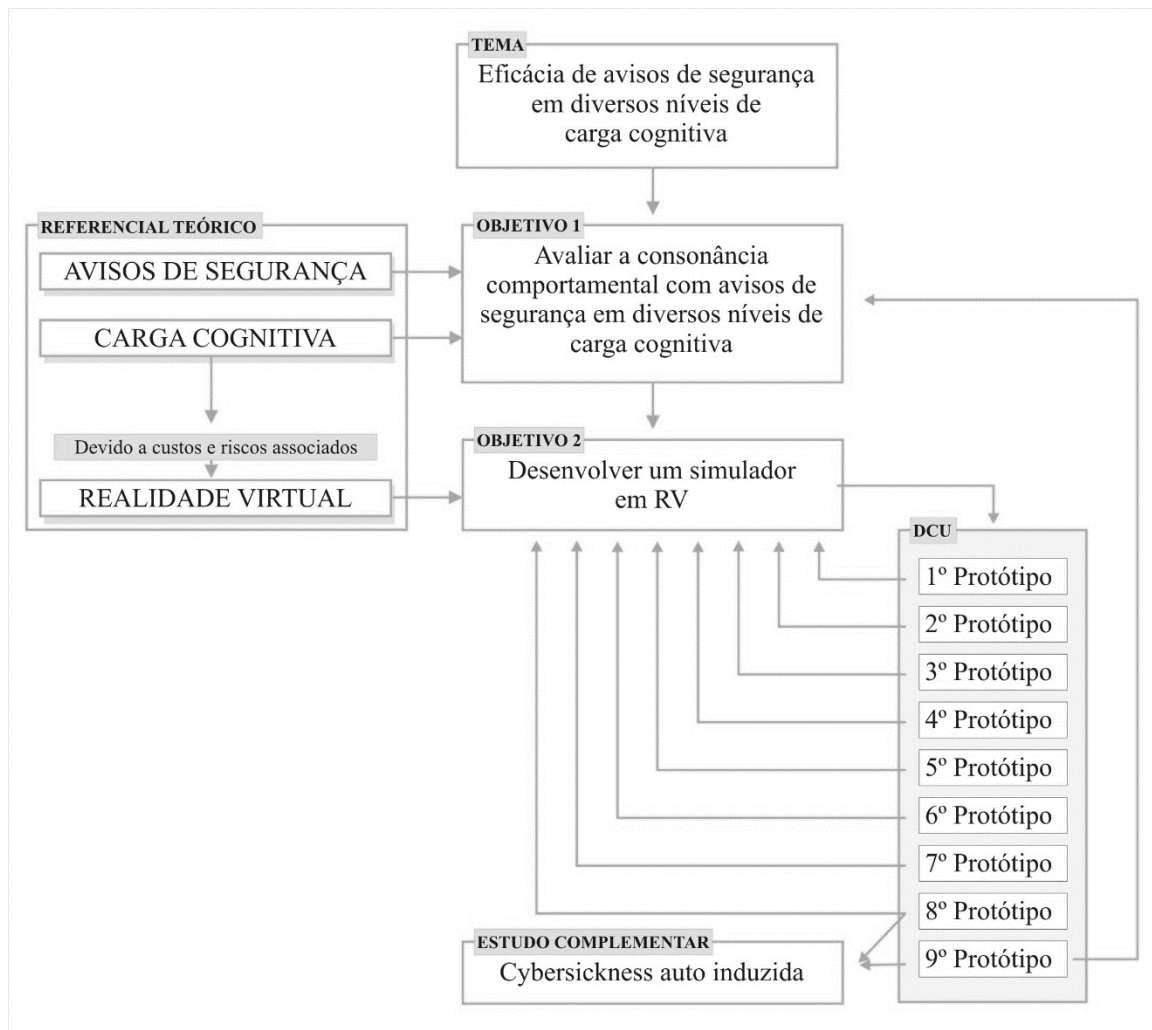 TEMA
Eficácia de avisos de segurança
em diversos níveis de
carga cognitiva
REFERENCIAL TEÓRICO
AVISOS DE SEGURANÇA
CARGA COGNITIVA
Devido a custos e riscos associados
REALIDADE VIRTUAL
OBJETIVO 1
Avaliar a consonância
comportamental com avisos de
segurança em diversos níveis de
carga cognitiva
OBJETIVO 2
Desenvolver um simulador
em RV
DCU
1º Protótipo
2º Protótipo
3º Protótipo
4º Protótipo
5º Protótipo
6º Protótipo
7º Protótipo
8º Protótipo
9º Protótipo
ESTUDO COMPLEMENTAR
Cybersickness auto induzida